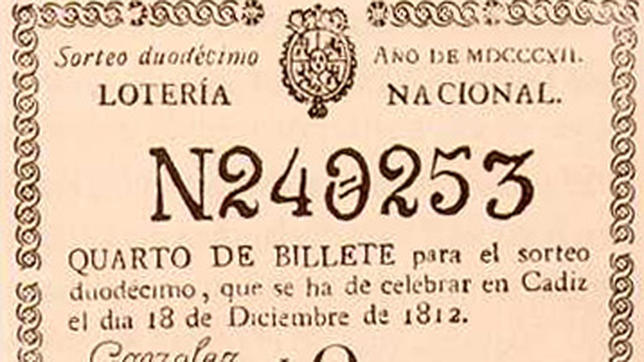 Sorteo duodécimo AÑO DE MDCCCXII.
LOTERÍA NACIONAL.
N240253
QUARTO DE BILLETE para el sorteo
duodecimo, que se ha de celebrar en Cadiz
el dia 18 de Diciembre de 1812.
Gonzalez